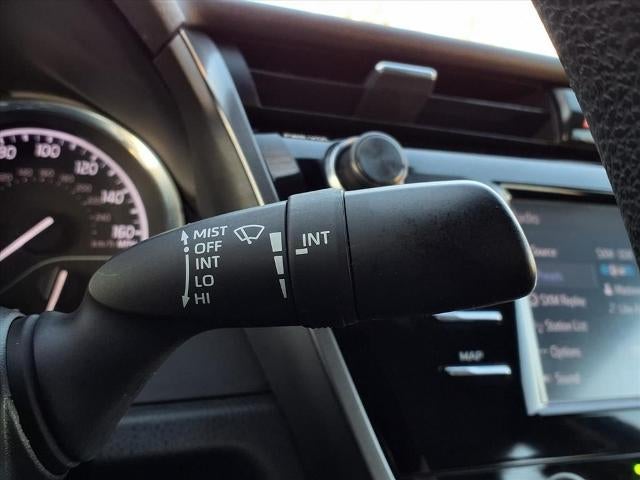 80 100 120 140 160
MIST
OFF
INT
LO
HI
INT
MAP
Source
SXM Replay
Station List
Options
Sound